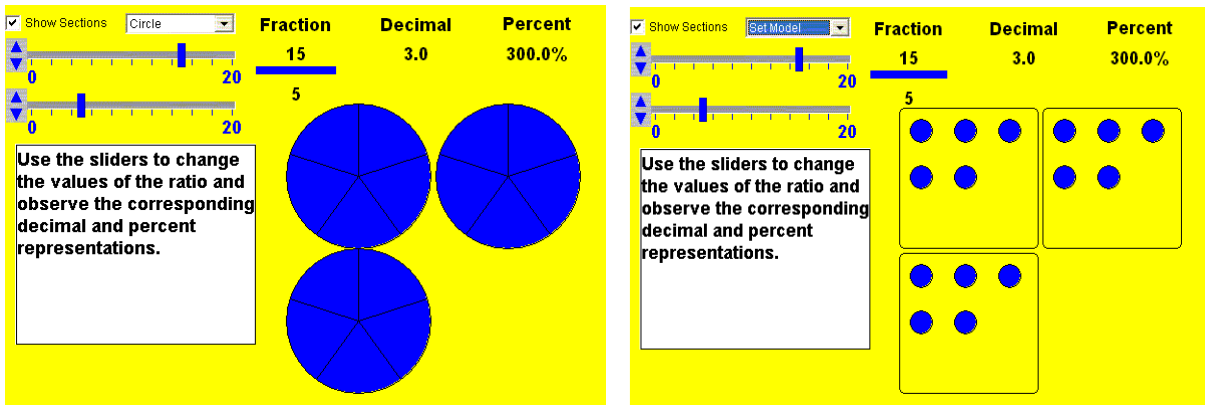 Show Sections Circle Fraction Decimal Percent
15 3.0 300.0%
0 20
5
0 20
Use the sliders to change
the values of the ratio and
observe the corresponding
decimal and percent
representations.
Show Sections Set Model Fraction Decimal Percent
15 3.0 300.0%
0 20
5
0 20
Use the sliders to change
the values of the ratio and
observe the corresponding
decimal and percent
representations.